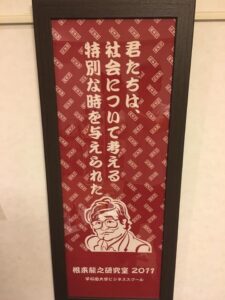 君たちは、
社会について考える
特別な時を与えられた
根来龍之研究室 2011
早稲田大学ビジネススクール